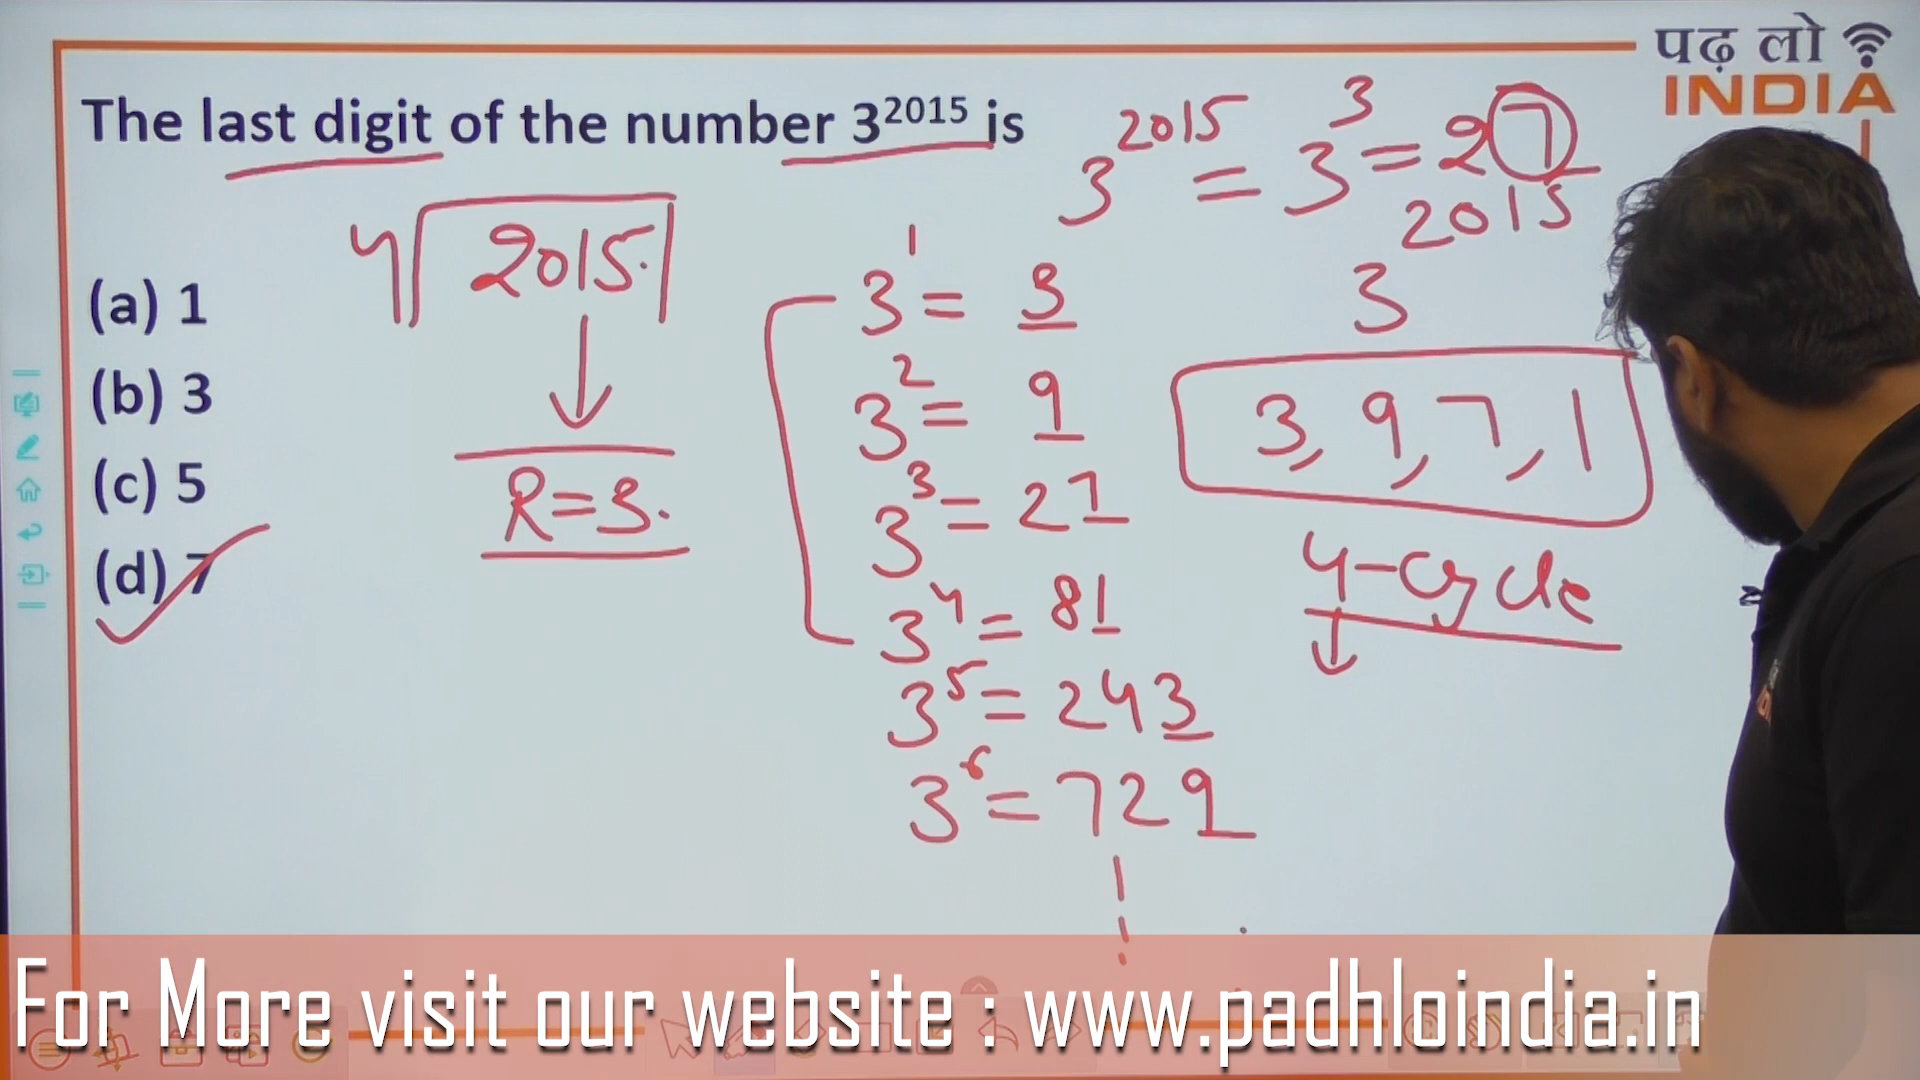 पढ़ लो
INDIA
The last digit of the number 3²⁰¹⁵ is
3²⁰¹⁵ = 3³ = 27
3²⁰¹⁵
4 2015.
R=3.
(a) 1
(b) 3
(c) 5
(d) 7
3¹ = 3
3² = 9
3³ = 27
3⁴ = 81
3⁵ = 243
3⁶ = 729
3, 9, 7, 1
4-cycle
For More visit our website : www.padhloindia.in